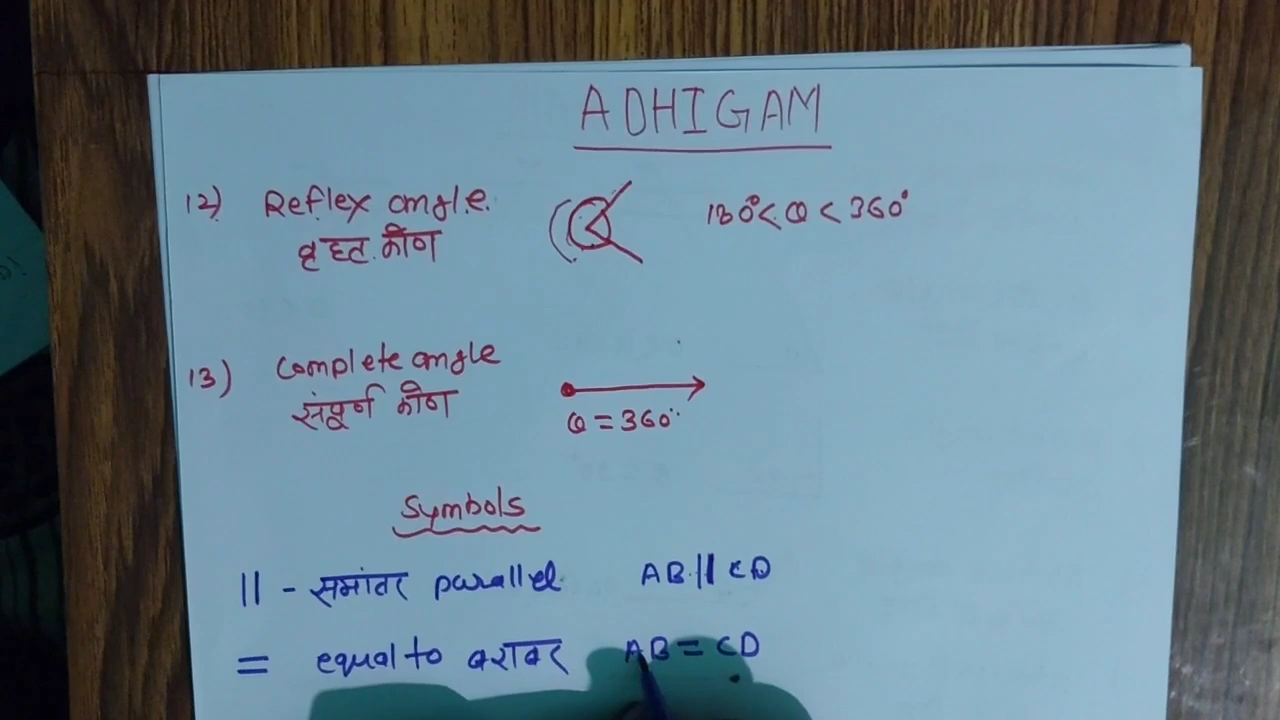 ADHIGAM
12) Reflex angle. 180° < θ < 360°
वृहत कोण
13) Complete angle
संपूर्ण कोण
θ = 360°
Symbols
|| - समांतर parallel AB || CD
= equal to बराबर AB = CD